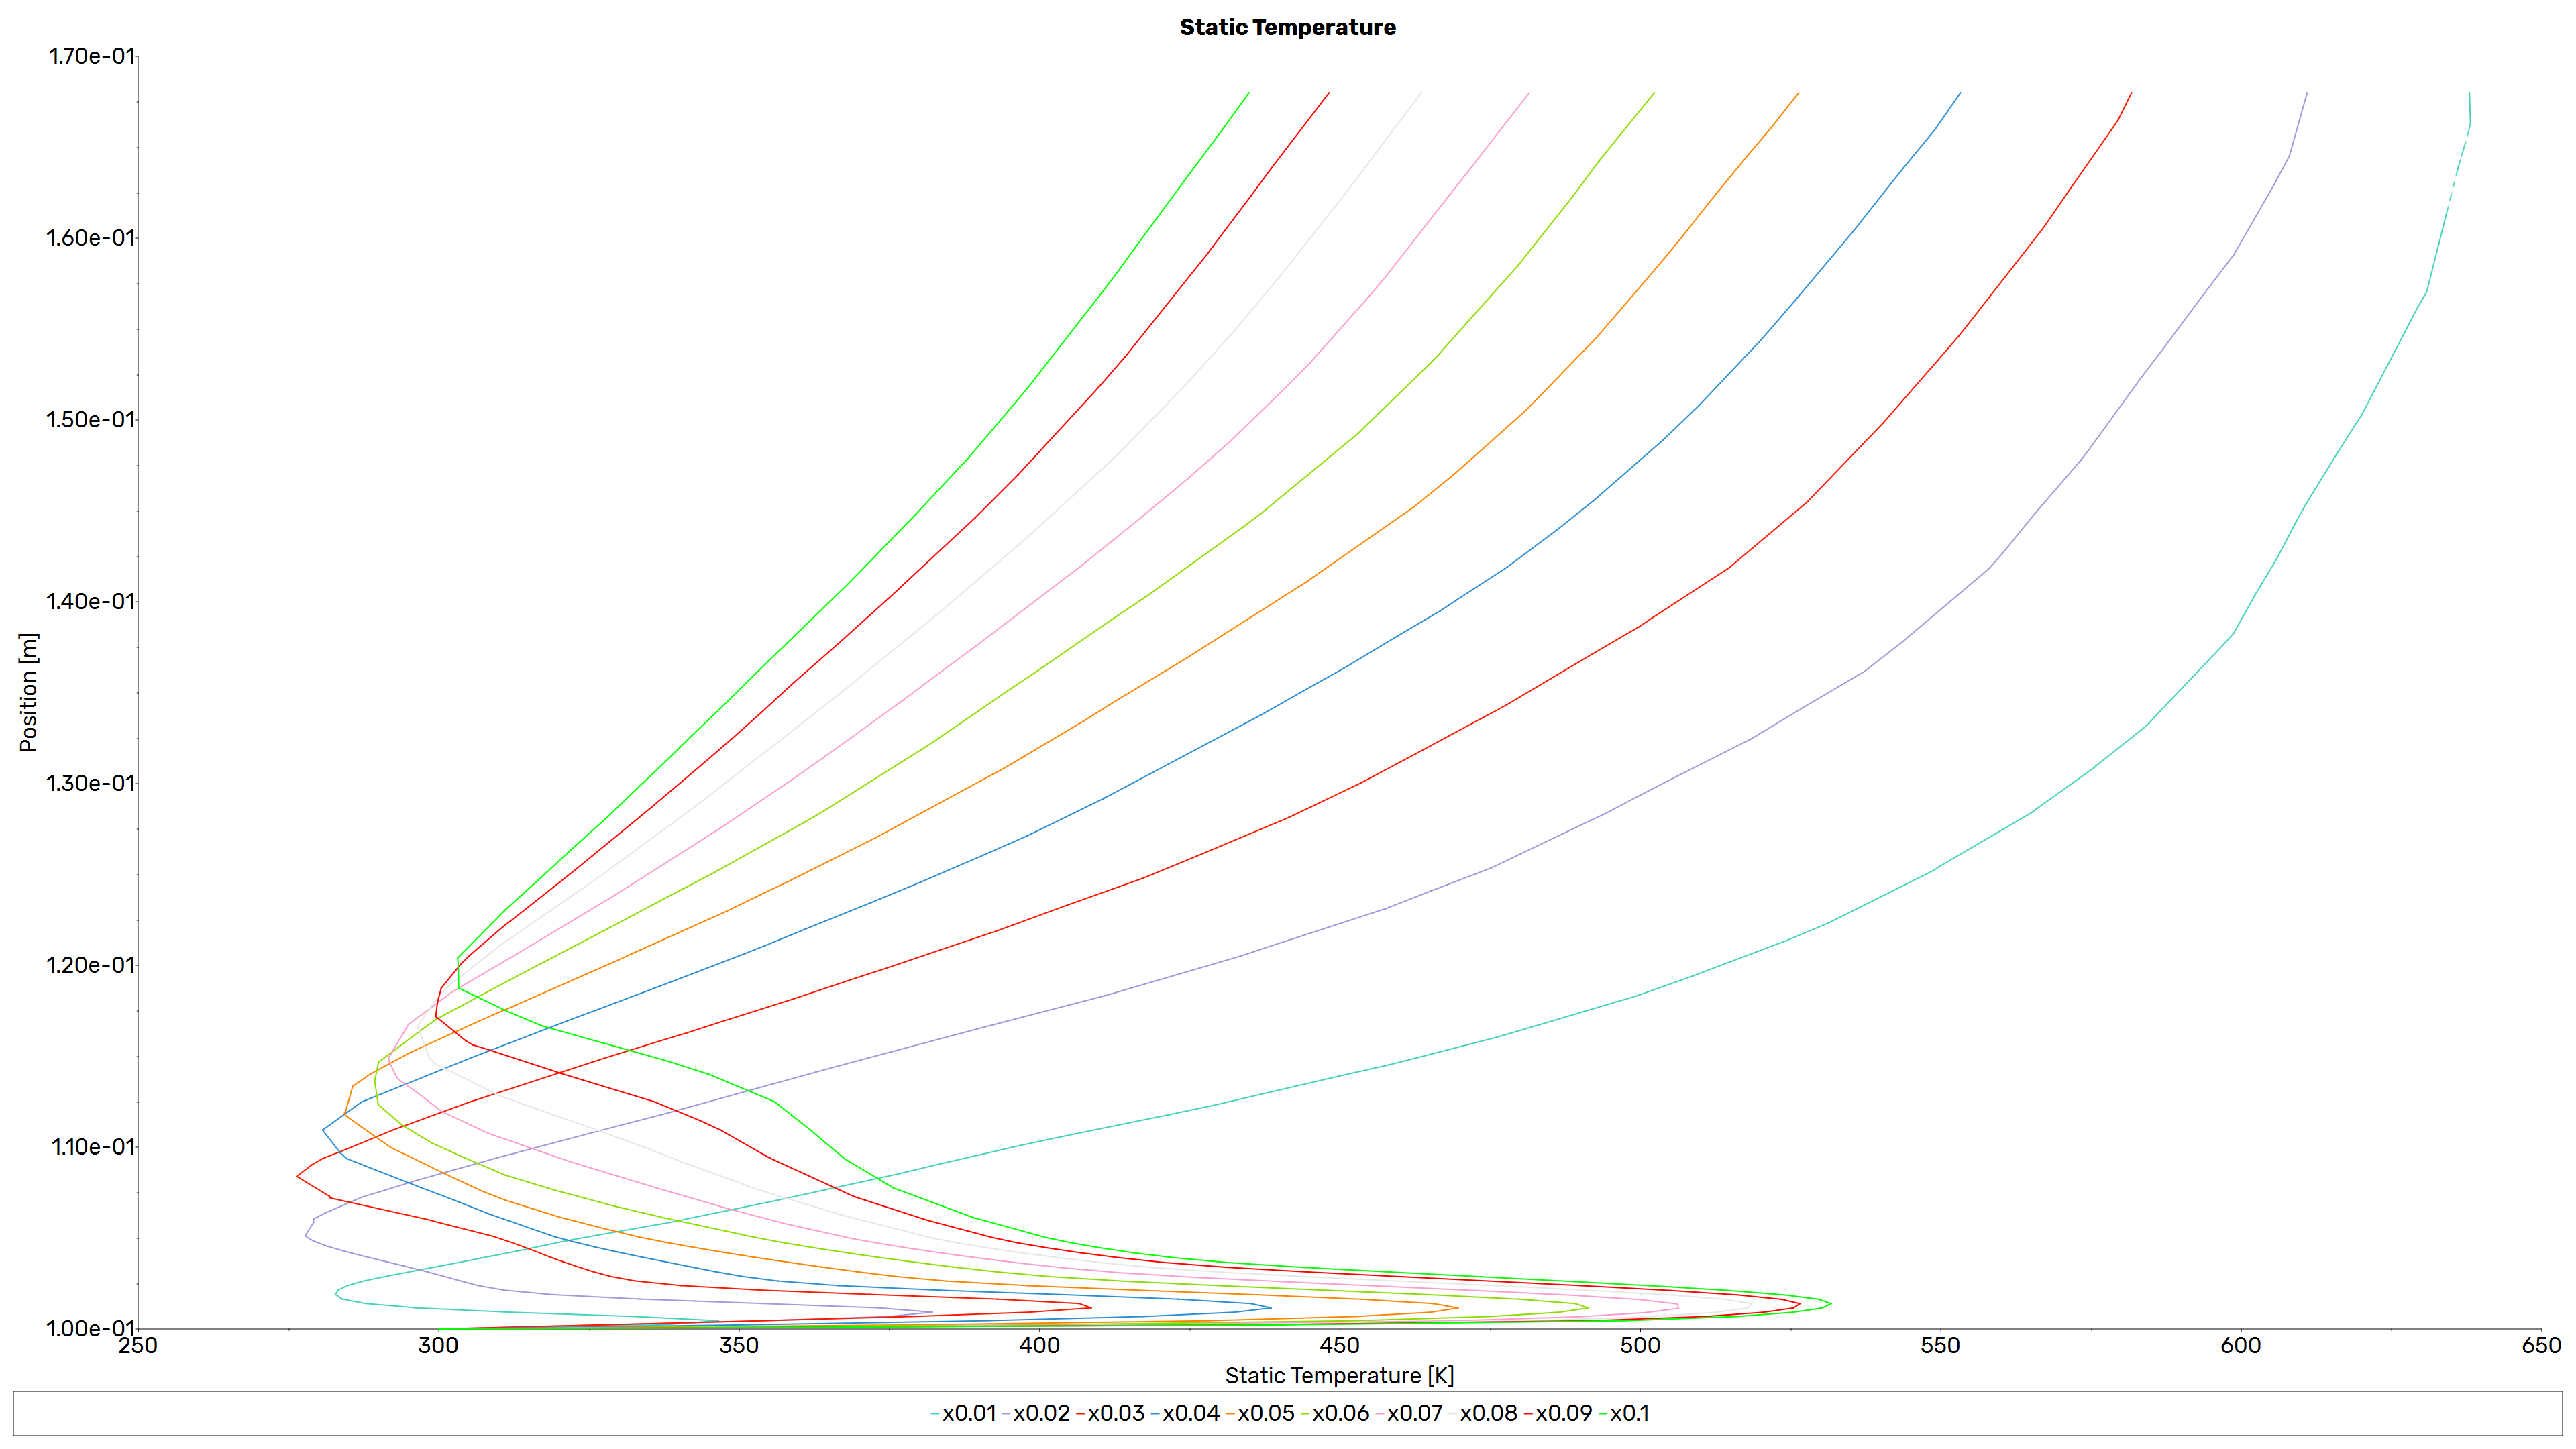 Static Temperature
1.70e-01
1.60e-01
1.50e-01
1.40e-01
1.30e-01
1.20e-01
1.10e-01
1.00e-01
Position [m]
250 300 350 400 450 500 550 600 650
Static Temperature [K]
x0.01 x0.02 x0.03 x0.04 x0.05 x0.06 x0.07 x0.08 x0.09 x0.1